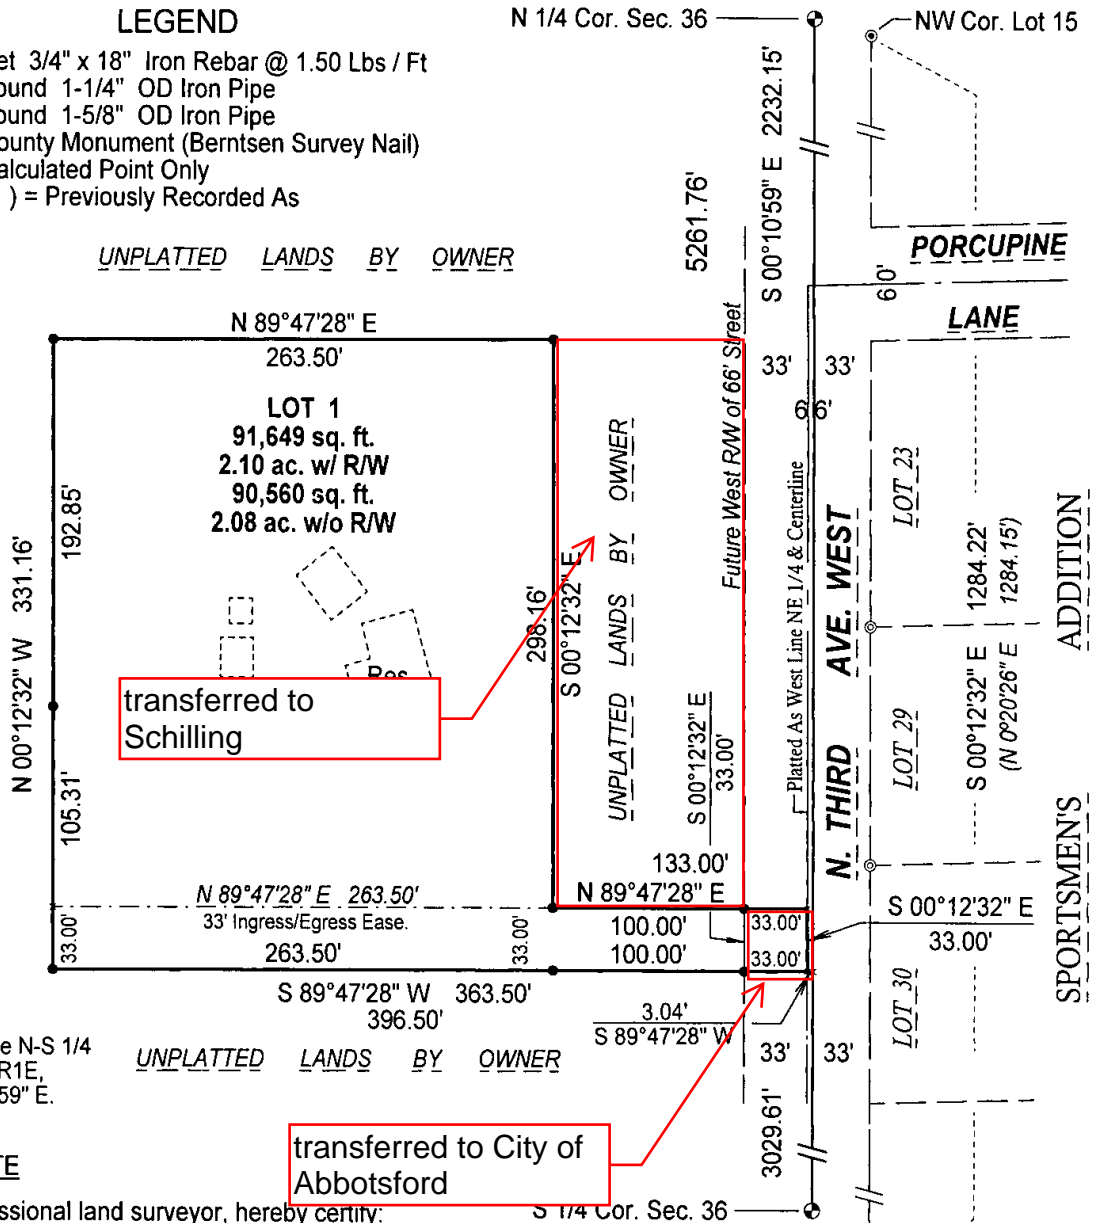 LEGEND
et 3/4" x 18" Iron Rebar @ 1.50 Lbs / Ft
ound 1-1/4" OD Iron Pipe
ound 1-5/8" OD Iron Pipe
ounty Monument (Berntsen Survey Nail)
alculated Point Only
) = Previously Recorded As
N 1/4 Cor. Sec. 36
NW Cor. Lot 15
2232.15'
S 00°10'59" E
5261.76'
UNPLATTED LANDS BY OWNER
PORCUPINE
LANE
60'
N 89°47'28" E
263.50'
LOT 1
91,649 sq. ft.
2.10 ac. w/ R/W
90,560 sq. ft.
2.08 ac. w/o R/W
N 00°12'32" W 331.16'
192.85'
105.31'
33.00'
298.16'
S 00°12'32" E
UNPLATTED LANDS BY OWNER
Future West R/W of 66' Street
33' 33'
66'
Platted As West Line NE 1/4 & Centerline
N. THIRD AVE. WEST
LOT 23
LOT 29
LOT 30
S 00°12'32" E 1284.22'
(N 0°20'26" E 1284.15')
SPORTSMEN'S ADDITION
Res.
transferred to
Schilling
S 00°12'32" E
33.00'
133.00'
N 89°47'28" E
N 89°47'28" E 263.50'
33' Ingress/Egress Ease.
263.50'
33.00'
100.00'
100.00'
33.00'
33.00'
S 00°12'32" E
33.00'
S 89°47'28" W 363.50'
396.50'
3.04'
S 89°47'28" W
33' 33'
e N-S 1/4
R1E,
59" E.
UNPLATTED LANDS BY OWNER
3029.61'
transferred to City of
Abbotsford
TE
ssional land surveyor, hereby certify:
S 1/4 Cor. Sec. 36